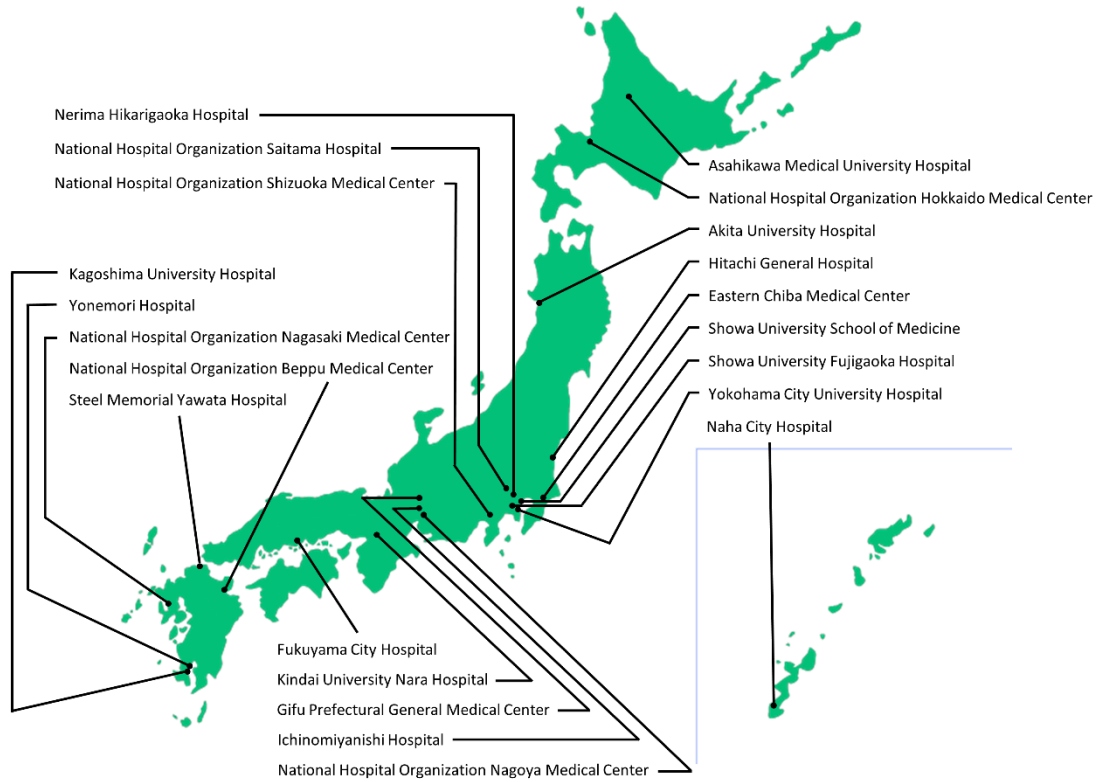 Nerima Hikarigaoka Hospital
National Hospital Organization Saitama Hospital
National Hospital Organization Shizuoka Medical Center
Asahikawa Medical University Hospital
National Hospital Organization Hokkaido Medical Center
Akita University Hospital
Hitachi General Hospital
Eastern Chiba Medical Center
Showa University School of Medicine
Showa University Fujigaoka Hospital
Yokohama City University Hospital
Naha City Hospital
Kagoshima University Hospital
Yonemori Hospital
National Hospital Organization Nagasaki Medical Center
National Hospital Organization Beppu Medical Center
Steel Memorial Yawata Hospital
Fukuyama City Hospital
Kindai University Nara Hospital
Gifu Prefectural General Medical Center
Ichinomiyanishi Hospital
National Hospital Organization Nagoya Medical Center